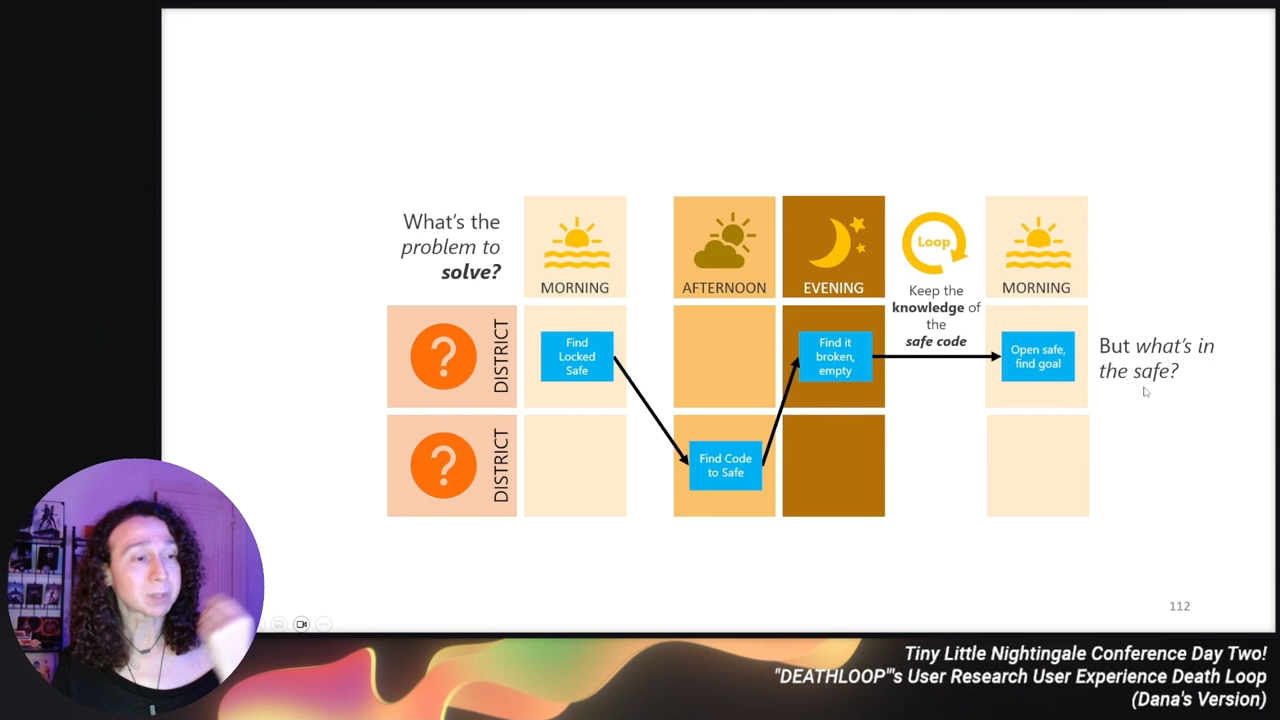 What's the
problem to
solve?
MORNING
AFTERNOON
EVENING
Loop
Keep the
knowledge of
the
safe code
MORNING
?
DISTRICT
Find
Locked
Safe
Find it
broken,
empty
Open safe,
find goal
But what's in
the safe?
?
DISTRICT
Find Code
to Safe
112
Tiny Little Nightingale Conference Day Two!
"DEATHLOOP"'s User Research User Experience Death Loop
(Dana's Version)